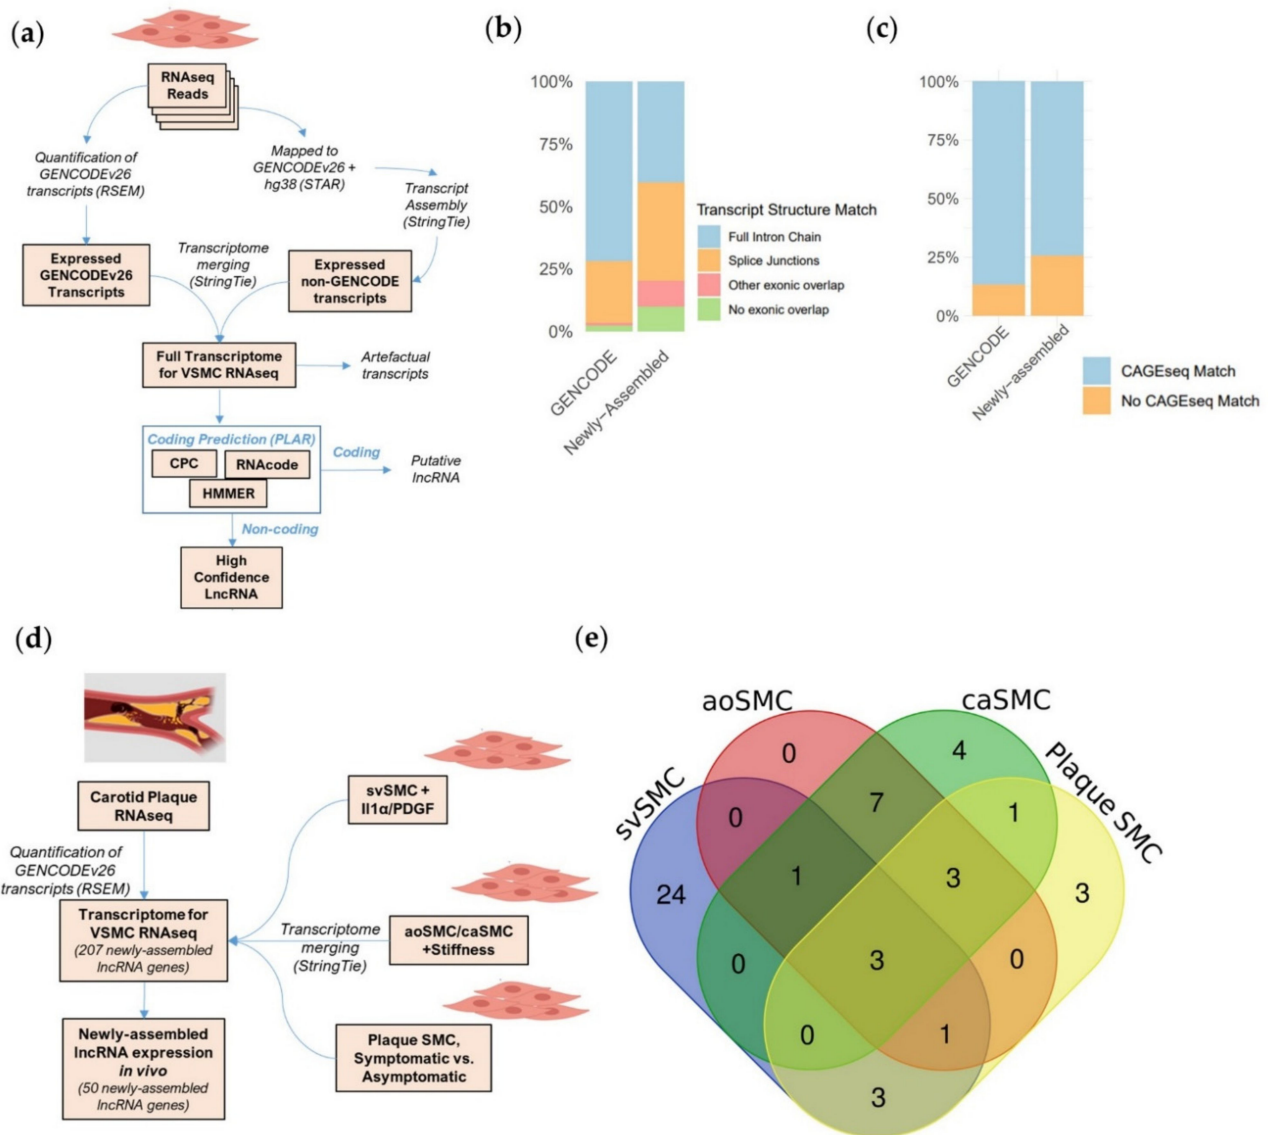 (a)
RNAseq
Reads
Quantification of
GENCODEv26
transcripts (RSEM)
Mapped to
GENCODEv26 +
hg38 (STAR)
Transcript
Assembly
(StringTie)
Expressed
GENCODEv26
Transcripts
Transcriptome
merging
(StringTie)
Expressed
non-GENCODE
transcripts
Full Transcriptome
for VSMC RNAseq
Artefactual
transcripts
Coding Prediction (PLAR)
CPC
RNAcode
HMMER
Coding
Putative
lncRNA
Non-coding
High
Confidence
LncRNA
(b)
100%
75%
50%
25%
0%
GENCODE
Newly-Assembled
Transcript Structure Match
Full Intron Chain
Splice Junctions
Other exonic overlap
No exonic overlap
(c)
100%
75%
50%
25%
0%
GENCODE
Newly-assembled
CAGEseq Match
No CAGEseq Match
(d)
Carotid Plaque
RNAseq
Quantification of
GENCODEv26
transcripts (RSEM)
Transcriptome for
VSMC RNAseq
(207 newly-assembled
lncRNA genes)
Newly-assembled
lncRNA expression
in vivo
(50 newly-assembled
lncRNA genes)
svSMC +
Il1α/PDGF
Transcriptome
merging
(StringTie)
aoSMC/caSMC
+Stiffness
Plaque SMC,
Symptomatic vs.
Asymptomatic
(e)
svSMC
aoSMC
caSMC
Plaque SMC
0
4
0
7
1
24
1
3
3
0
3
0
0
1
3